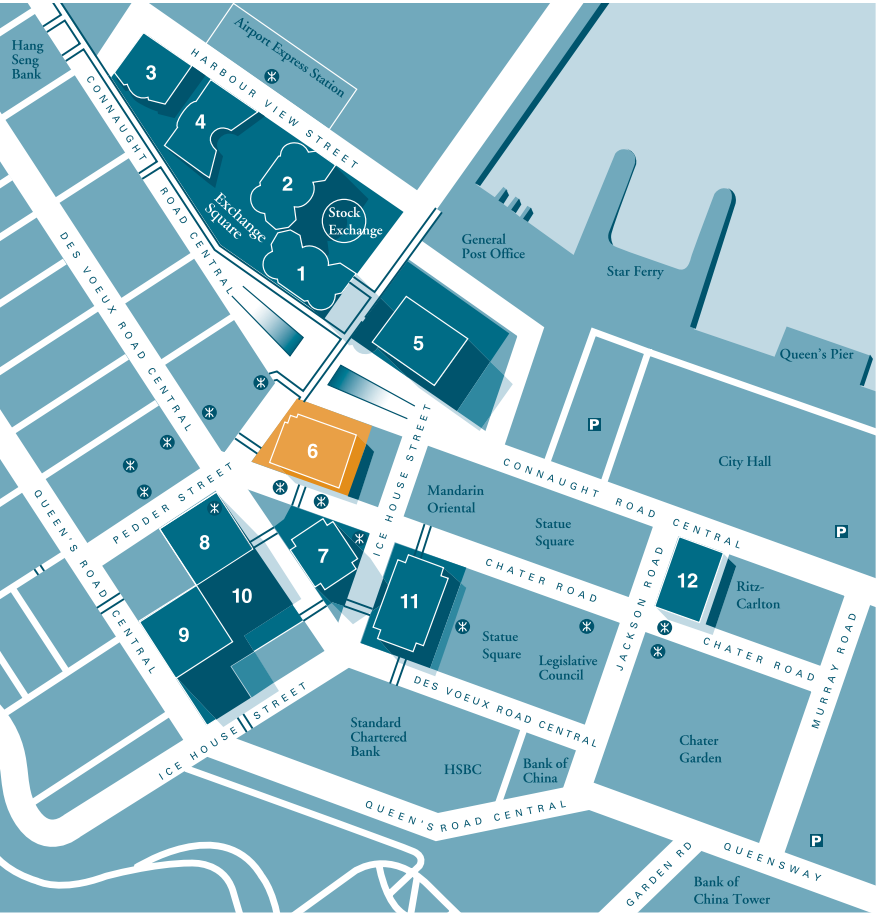 Airport Express Station
Hang
Seng
Bank
HARBOUR VIEW STREET
3
4
CONNAUGHT ROAD CENTRAL
2
Stock
Exchange
Exchange
Square
1
General
Post Office
Star Ferry
DES VOEUX ROAD CENTRAL
5
Queen's Pier
P
City Hall
6
ICE HOUSE STREET
CONNAUGHT ROAD CENTRAL
PEDDER STREET
QUEEN'S ROAD CENTRAL
Mandarin
Oriental
Statue
Square
P
8
7
CHATER ROAD
JACKSON ROAD
12
Ritz-
Carlton
10
11
9
Statue
Square
Legislative
Council
CHATER ROAD
MURRAY ROAD
DES VOEUX ROAD CENTRAL
ICE HOUSE STREET
Standard
Chartered
Bank
HSBC
Bank of
China
Chater
Garden
QUEEN'S ROAD CENTRAL
P
QUEENSWAY
GARDEN RD
Bank of
China Tower